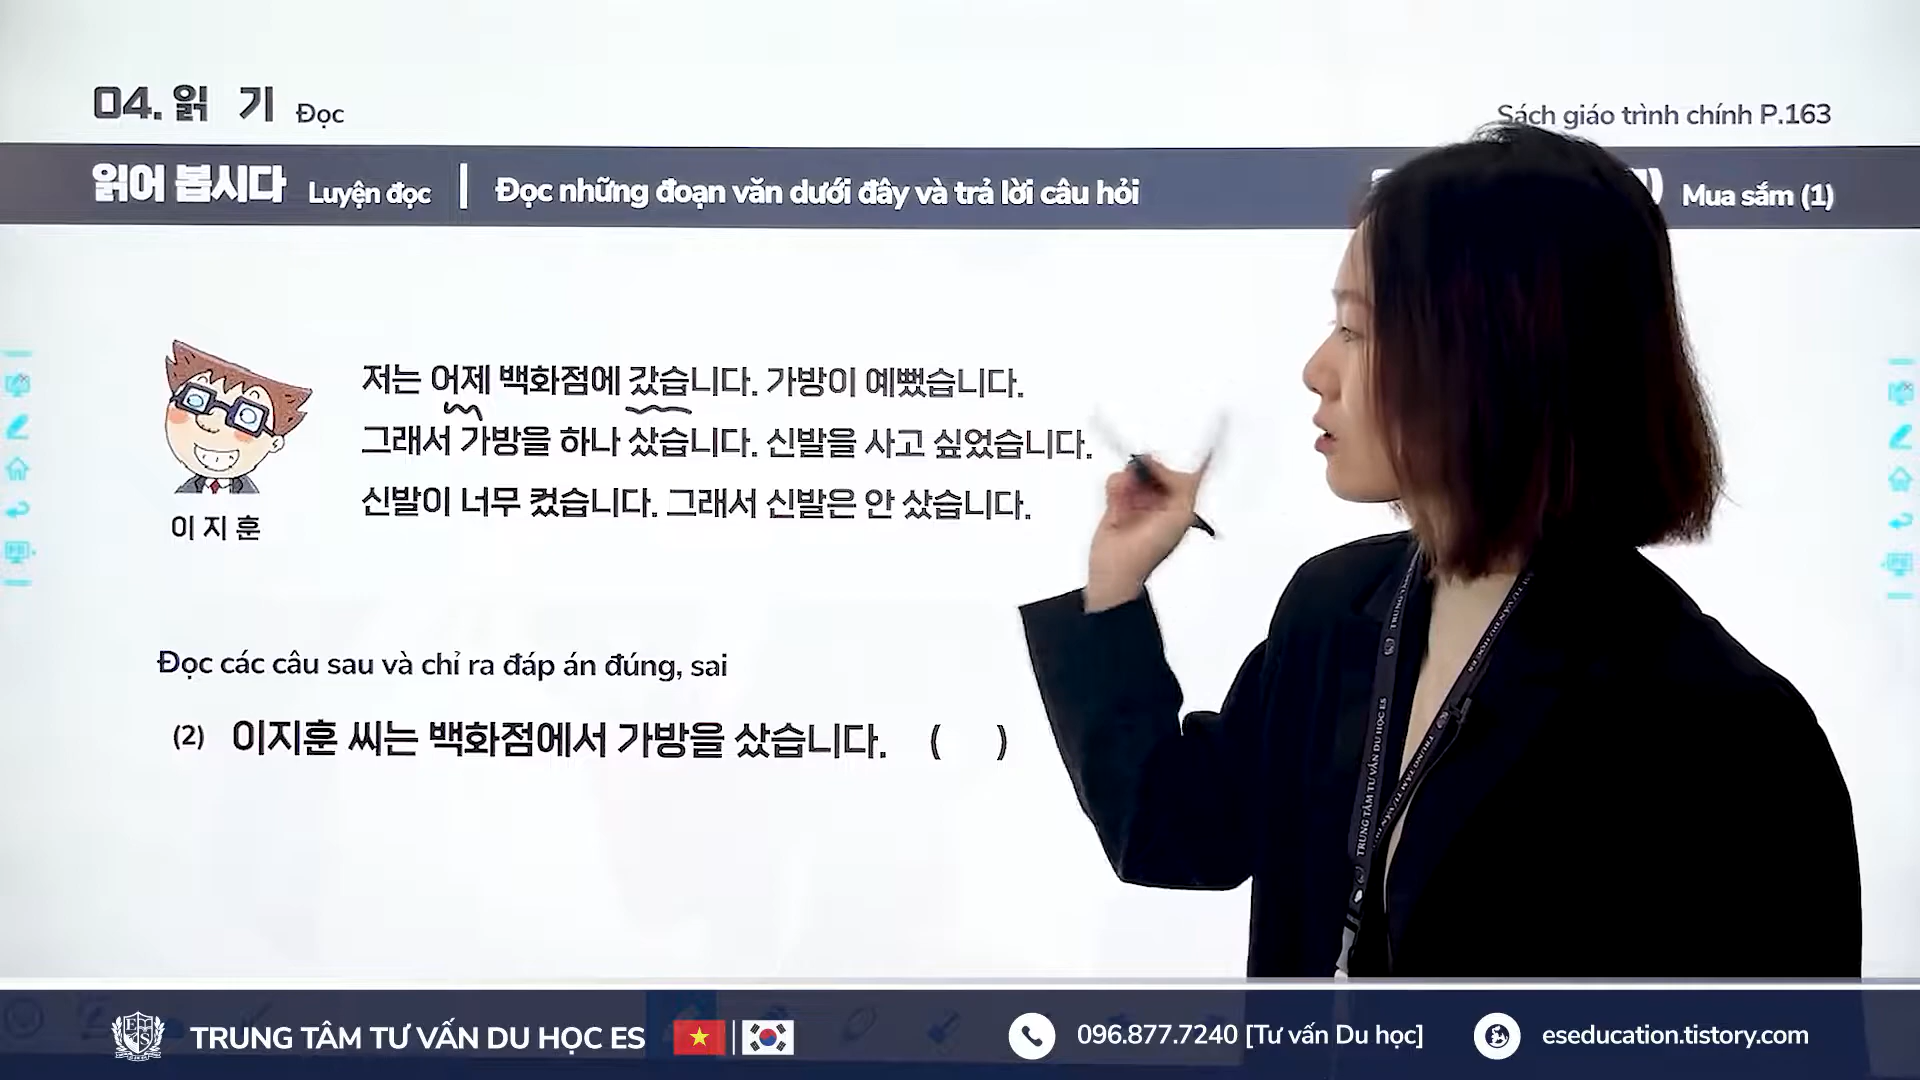 04. 읽 기 Đọc
Sách giáo trình chính P.163
읽어 봅시다 Luyện đọc | Đọc những đoạn văn dưới đây và trả lời câu hỏi
Mua sắm (1)
저는 어제 백화점에 갔습니다. 가방이 예뻤습니다.
그래서 가방을 하나 샀습니다. 신발을 사고 싶었습니다.
신발이 너무 컸습니다. 그래서 신발은 안 샀습니다.
이 지 훈
Đọc các câu sau và chỉ ra đáp án đúng, sai
(2) 이지훈 씨는 백화점에서 가방을 샀습니다. ( )
TRUNG TÂM TƯ VẤN DU HỌC ES
096.877.7240 [Tư vấn Du học]
eseducation.tistory.com
TRUNG TÂM TƯ VẤN DU HỌC ES